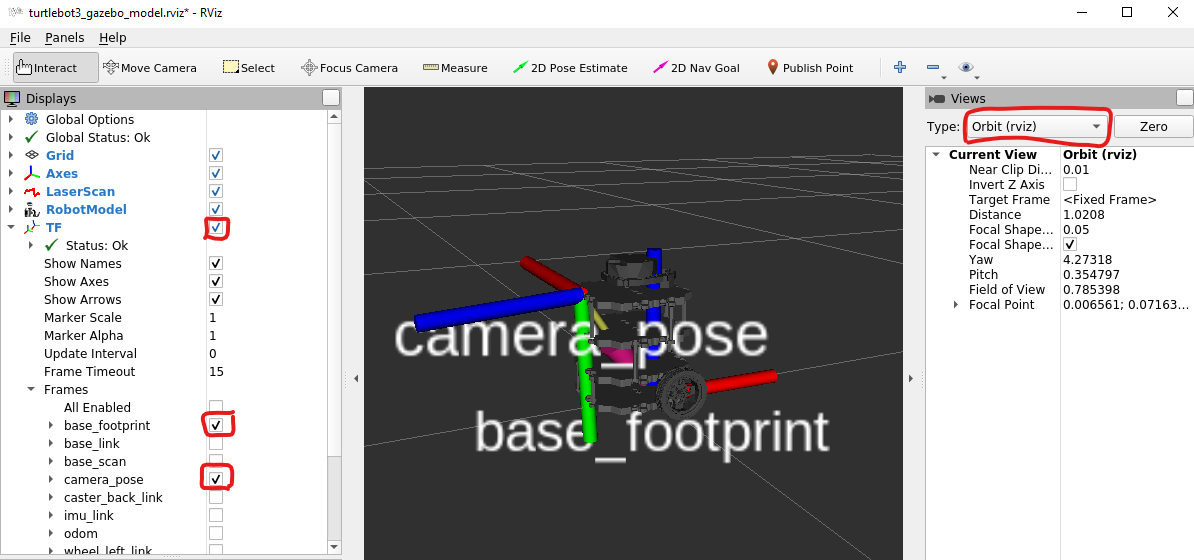 turtlebot3_gazebo_model.rviz* - RViz
File Panels Help
Interact Move Camera Select Focus Camera Measure 2D Pose Estimate 2D Nav Goal Publish Point
Displays
Global Options
Global Status: Ok
Grid
Axes
LaserScan
RobotModel
TF
Status: Ok
Show Names
Show Axes
Show Arrows
Marker Scale 1
Marker Alpha 1
Update Interval 0
Frame Timeout 15
Frames
All Enabled
base_footprint
base_link
base_scan
camera_pose
caster_back_link
imu_link
odom
wheel_left_link
camera_pose
base_footprint
Views
Type: Orbit (rviz) Zero
Current View Orbit (rviz)
Near Clip Di... 0.01
Invert Z Axis
Target Frame <Fixed Frame>
Distance 1.0208
Focal Shape... 0.05
Focal Shape...
Yaw 4.27318
Pitch 0.354797
Field of View 0.785398
Focal Point 0.006561; 0.07163...